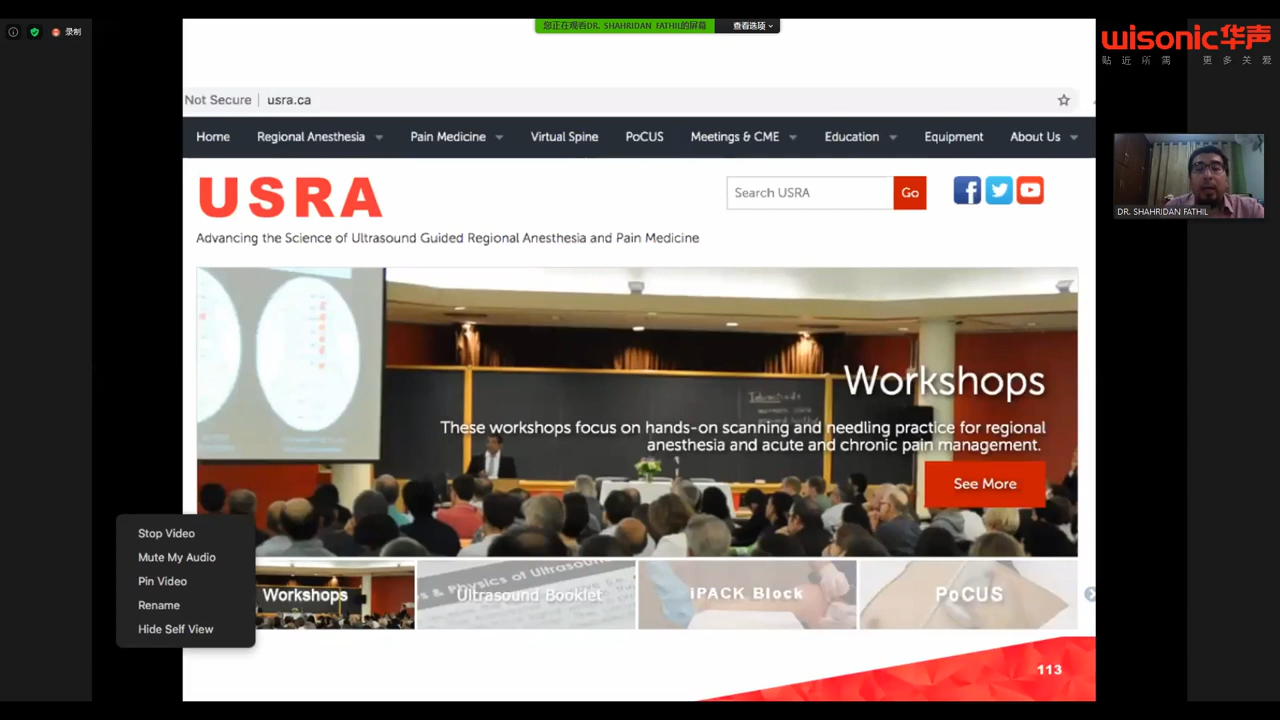 录制
您正在观看DR. SHAHRIDAN FATHIL的屏幕
查看选项
wisonic华声
贴近所需 更多关爱
Not Secure
usra.ca
Home
Regional Anesthesia
Pain Medicine
Virtual Spine
PoCUS
Meetings & CME
Education
Equipment
About Us
USRA
Search USRA
Go
Advancing the Science of Ultrasound Guided Regional Anesthesia and Pain Medicine
DR. SHAHRIDAN FATHIL
Workshops
These workshops focus on hands-on scanning and needling practice for regional
anesthesia and acute and chronic pain management.
See More
Stop Video
Mute My Audio
Pin Video
Rename
Hide Self View
Workshops
Physics of Ultrasound
Ultrasound Booklet
iPACK Block
PoCUS
113